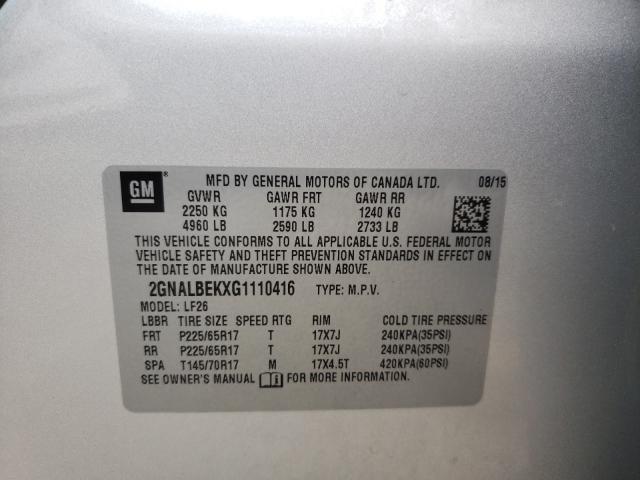 GM ® MFD BY GENERAL MOTORS OF CANADA LTD. 08/15
GVWR GAWR FRT GAWR RR
2250 KG 1175 KG 1240 KG
4960 LB 2590 LB 2733 LB
THIS VEHICLE CONFORMS TO ALL APPLICABLE U.S. FEDERAL MOTOR
VEHICLE SAFETY AND THEFT PREVENTION STANDARDS IN EFFECT ON
THE DATE OF MANUFACTURE SHOWN ABOVE.
2GNALBEKXG1110416 TYPE: M.P.V.
MODEL: LF26
LBBR TIRE SIZE SPEED RTG RIM COLD TIRE PRESSURE
FRT P225/65R17 T 17X7J 240KPA(35PSI)
RR P225/65R17 T 17X7J 240KPA(35PSI)
SPA T145/70R17 M 17X4.5T 420KPA(60PSI)
SEE OWNER'S MANUAL FOR MORE INFORMATION.